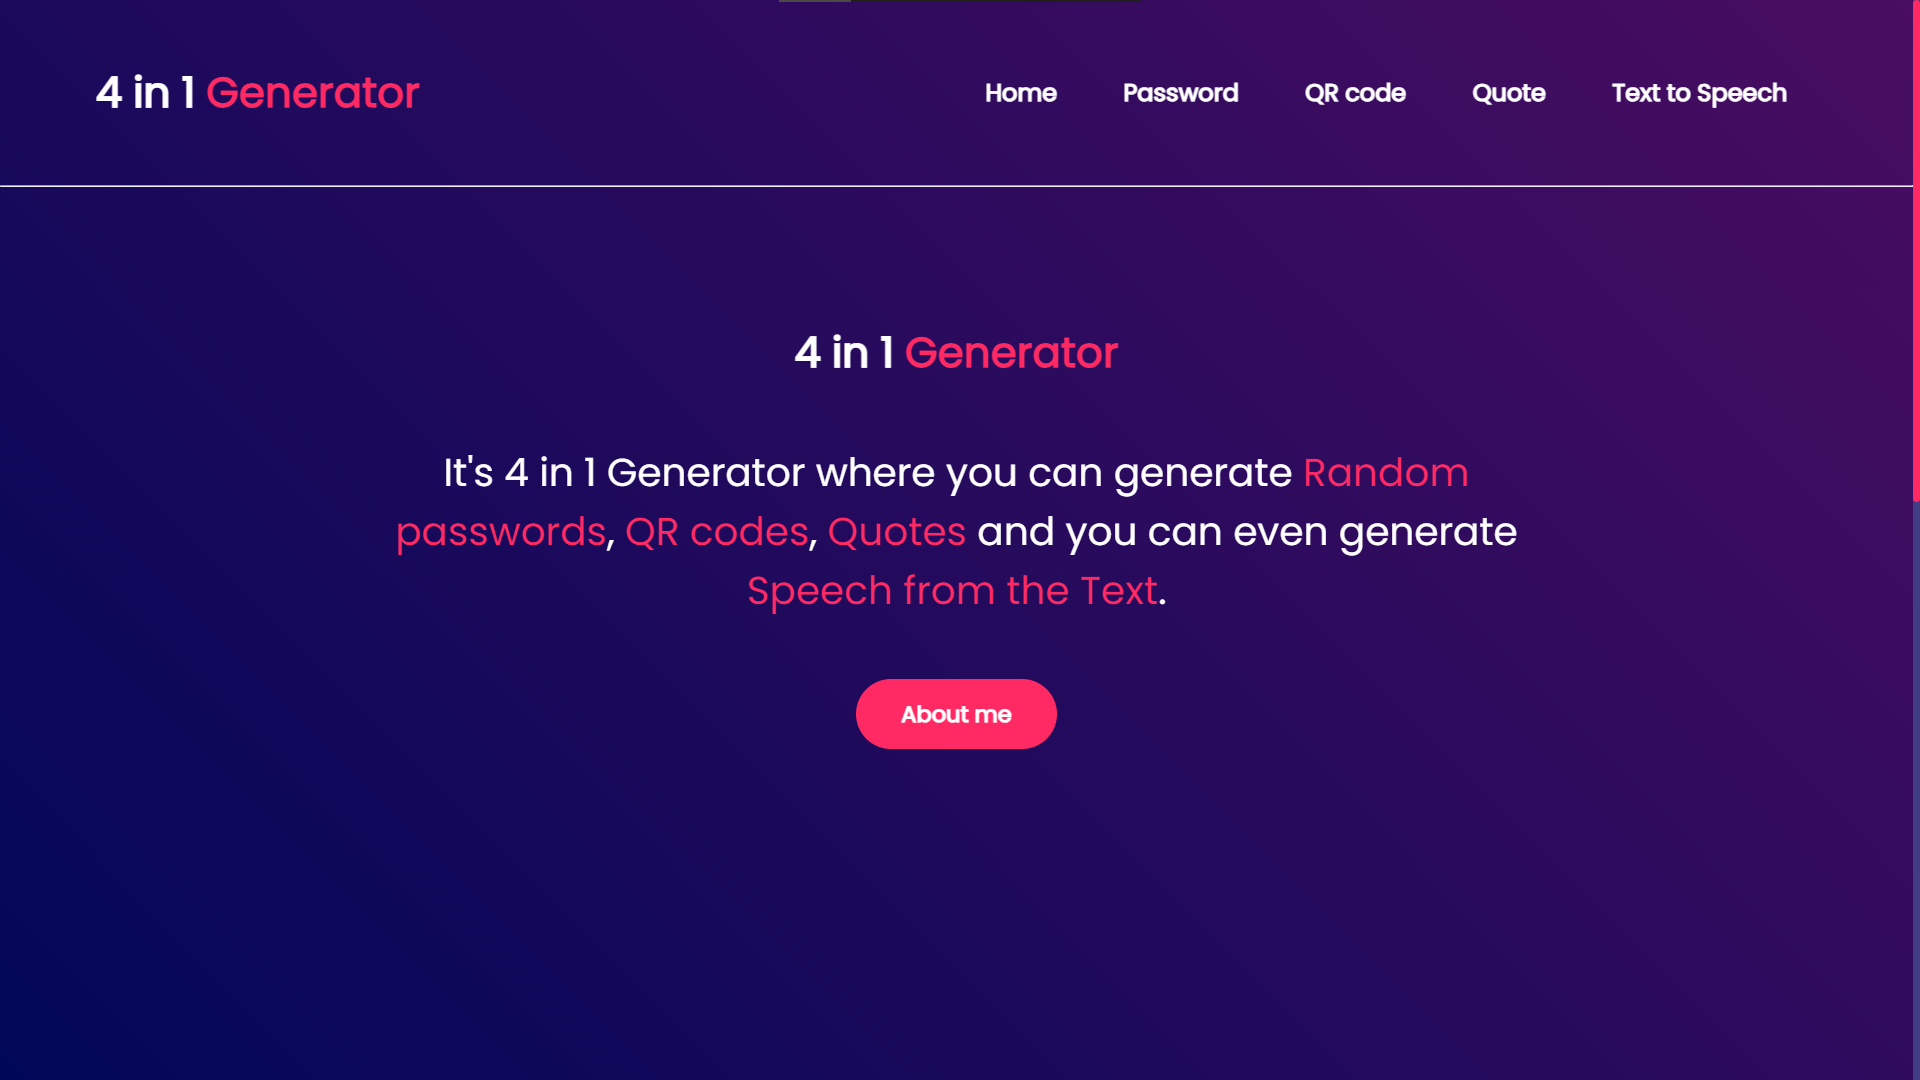 4 in 1 Generator
Home
Password
QR code
Quote
Text to Speech
4 in 1 Generator
It's 4 in 1 Generator where you can generate Random
passwords, QR codes, Quotes and you can even generate
Speech from the Text.
About me